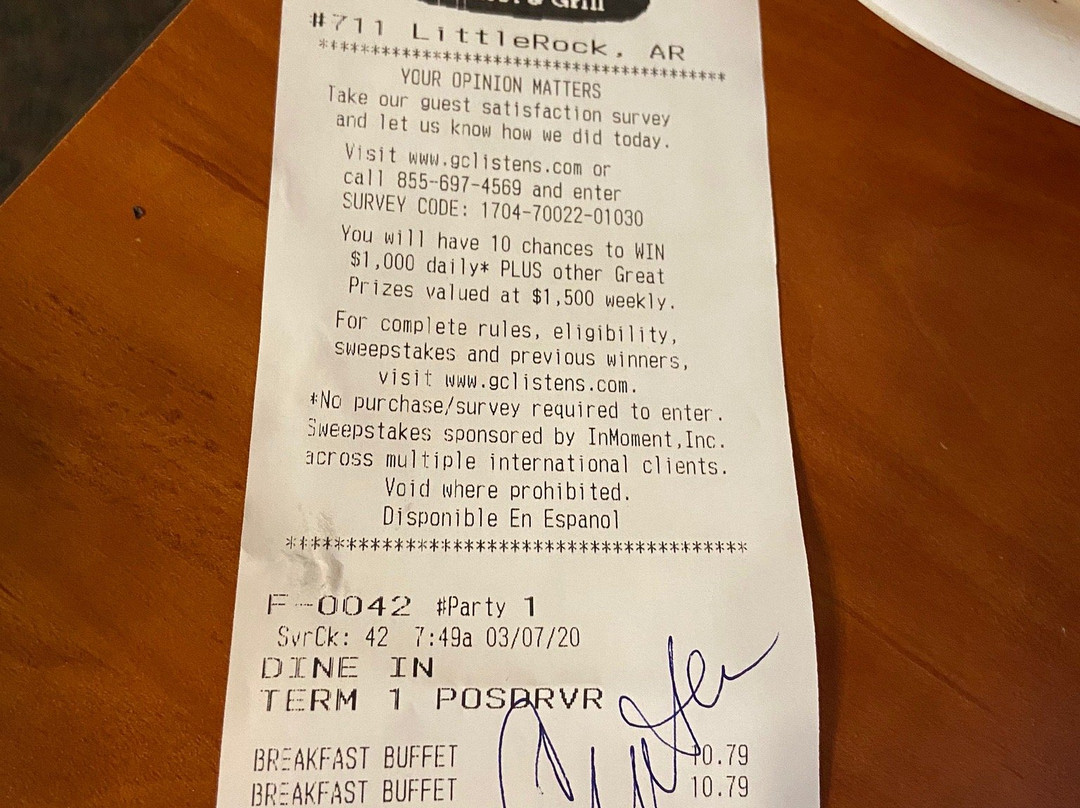 Grill
#711 LittleRock, AR
****************************************
YOUR OPINION MATTERS
Take our guest satisfaction survey
and let us know how we did today.
Visit www.gclistens.com or
call 855-697-4569 and enter
SURVEY CODE: 1704-70022-01030
You will have 10 chances to WIN
$1,000 daily* PLUS other Great
Prizes valued at $1,500 weekly.
For complete rules, eligibility,
sweepstakes and previous winners,
visit www.gclistens.com.
*No purchase/survey required to enter.
Sweepstakes sponsored by InMoment,Inc.
across multiple international clients.
Void where prohibited.
Disponible En Espanol
****************************************
F-0042 #Party 1
SvrCk: 42 7:49a 03/07/20
DINE IN
TERM 1 POSDRVR
BREAKFAST BUFFET 10.79
BREAKFAST BUFFET 10.79